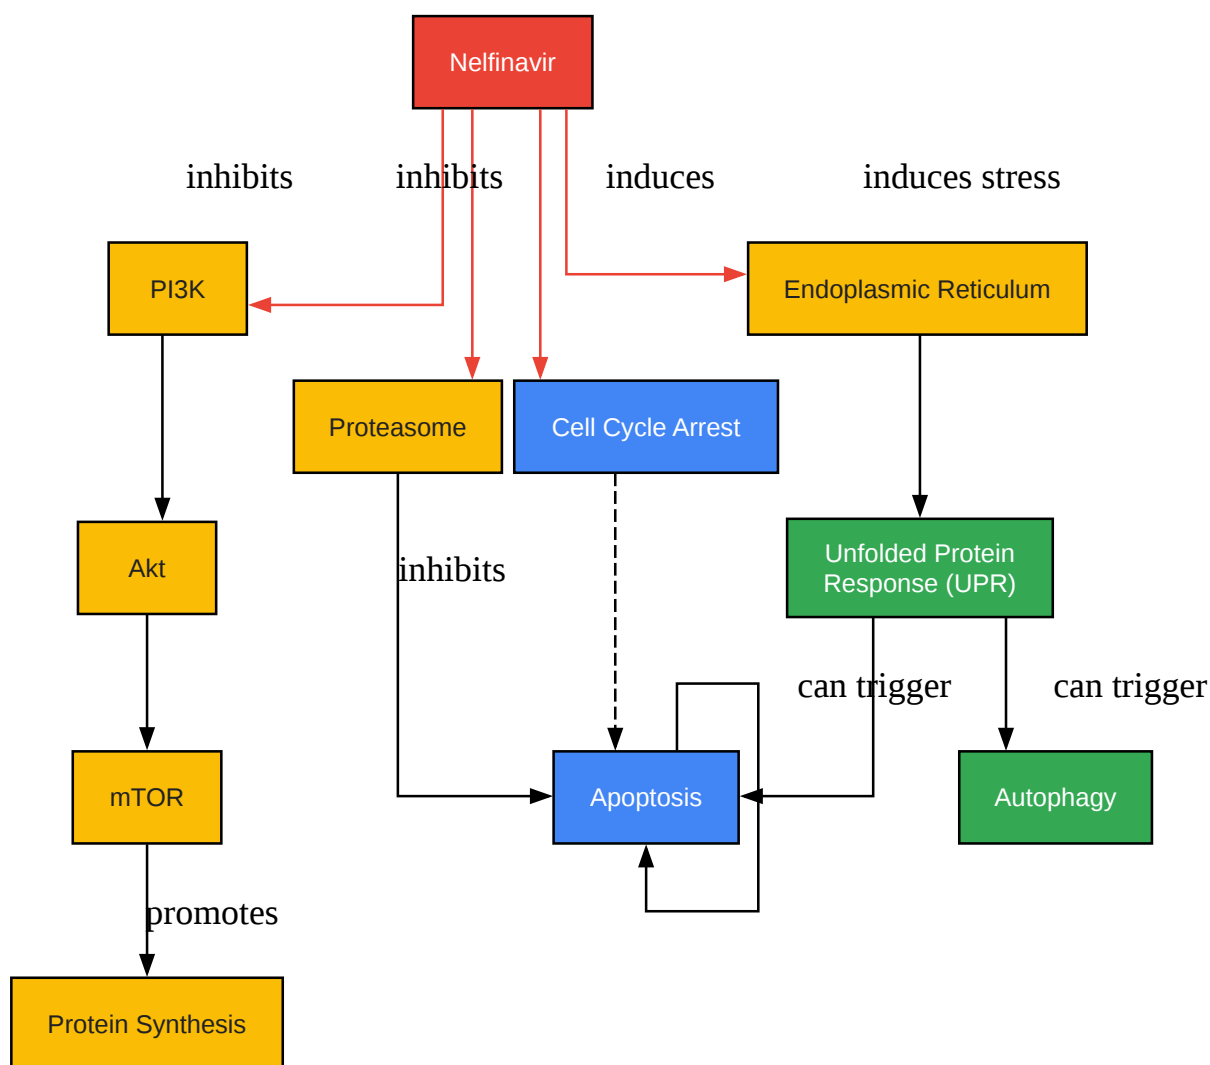 Nelfinavir
inhibits
inhibits
induces
induces stress
PI3K
Endoplasmic Reticulum
Proteasome
Cell Cycle Arrest
Akt
inhibits
Unfolded Protein
Response (UPR)
can trigger
can trigger
mTOR
Apoptosis
Autophagy
promotes
Protein Synthesis